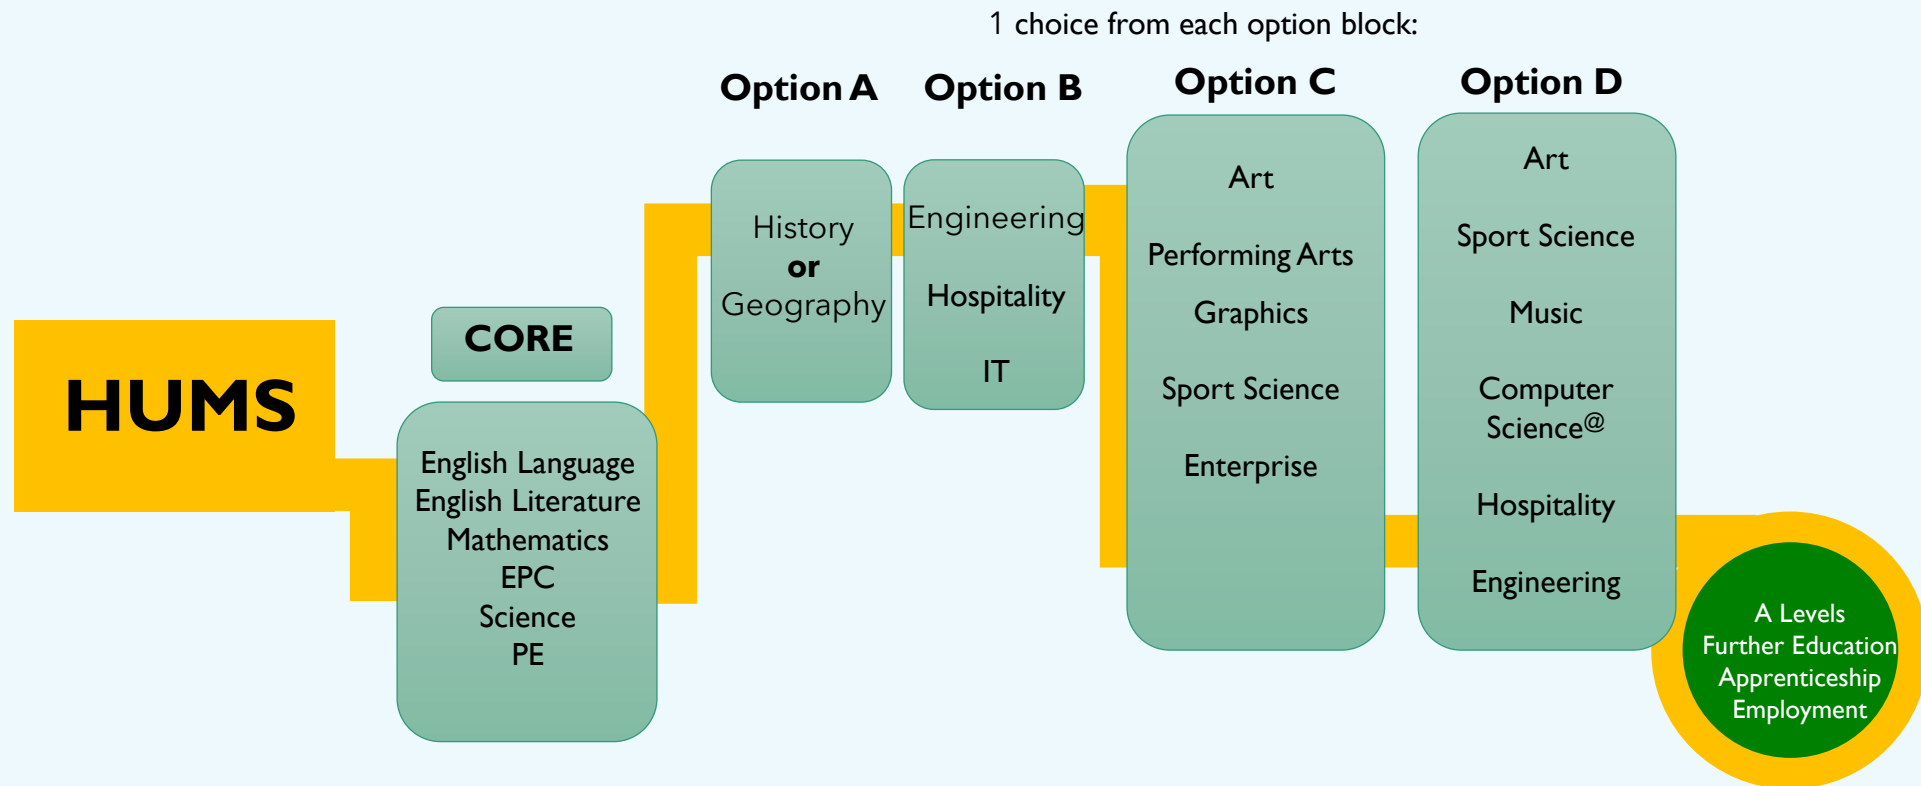 1 choice from each option block:
HUMS
CORE
English Language
English Literature
Mathematics
EPC
Science
PE
Option A
History
or
Geography
Option B
Engineering
Hospitality
IT
Option C
Art
Performing Arts
Graphics
Sport Science
Enterprise
Option D
Art
Sport Science
Music
Computer
Science@
Hospitality
Engineering
A Levels
Further Education
Apprenticeship
Employment